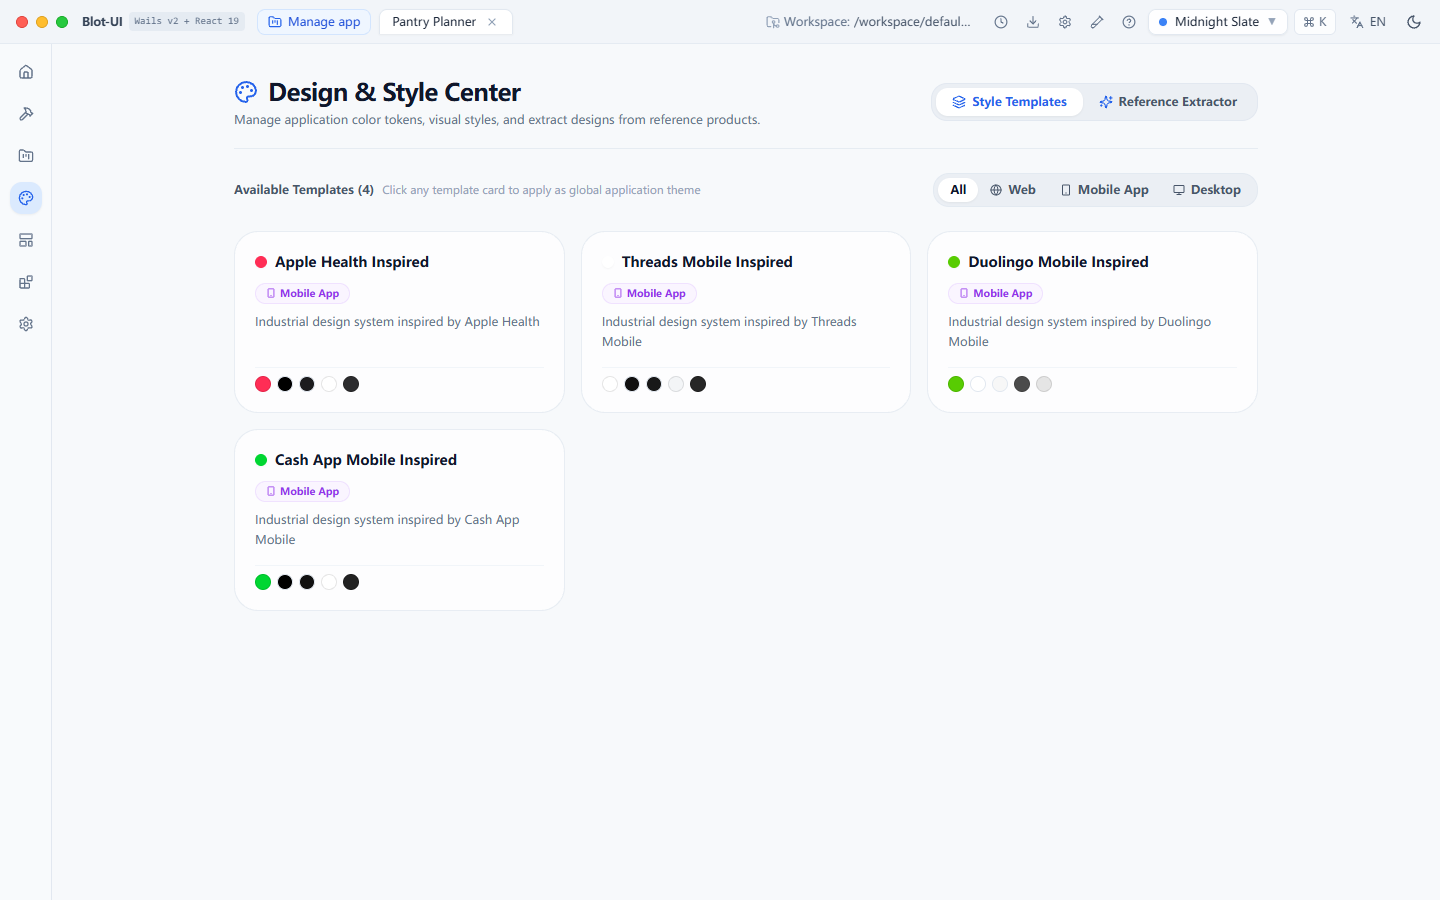 Blot-UI
Wails v2 + React 19
Manage app
Pantry Planner
Workspace: /workspace/defaul...
Midnight Slate
⌘ K
EN
Design & Style Center
Manage application color tokens, visual styles, and extract designs from reference products.
Style Templates
Reference Extractor
Available Templates (4) Click any template card to apply as global application theme
All
Web
Mobile App
Desktop
Apple Health Inspired
Mobile App
Industrial design system inspired by Apple Health
Threads Mobile Inspired
Mobile App
Industrial design system inspired by Threads
Mobile
Duolingo Mobile Inspired
Mobile App
Industrial design system inspired by Duolingo
Mobile
Cash App Mobile Inspired
Mobile App
Industrial design system inspired by Cash App
Mobile